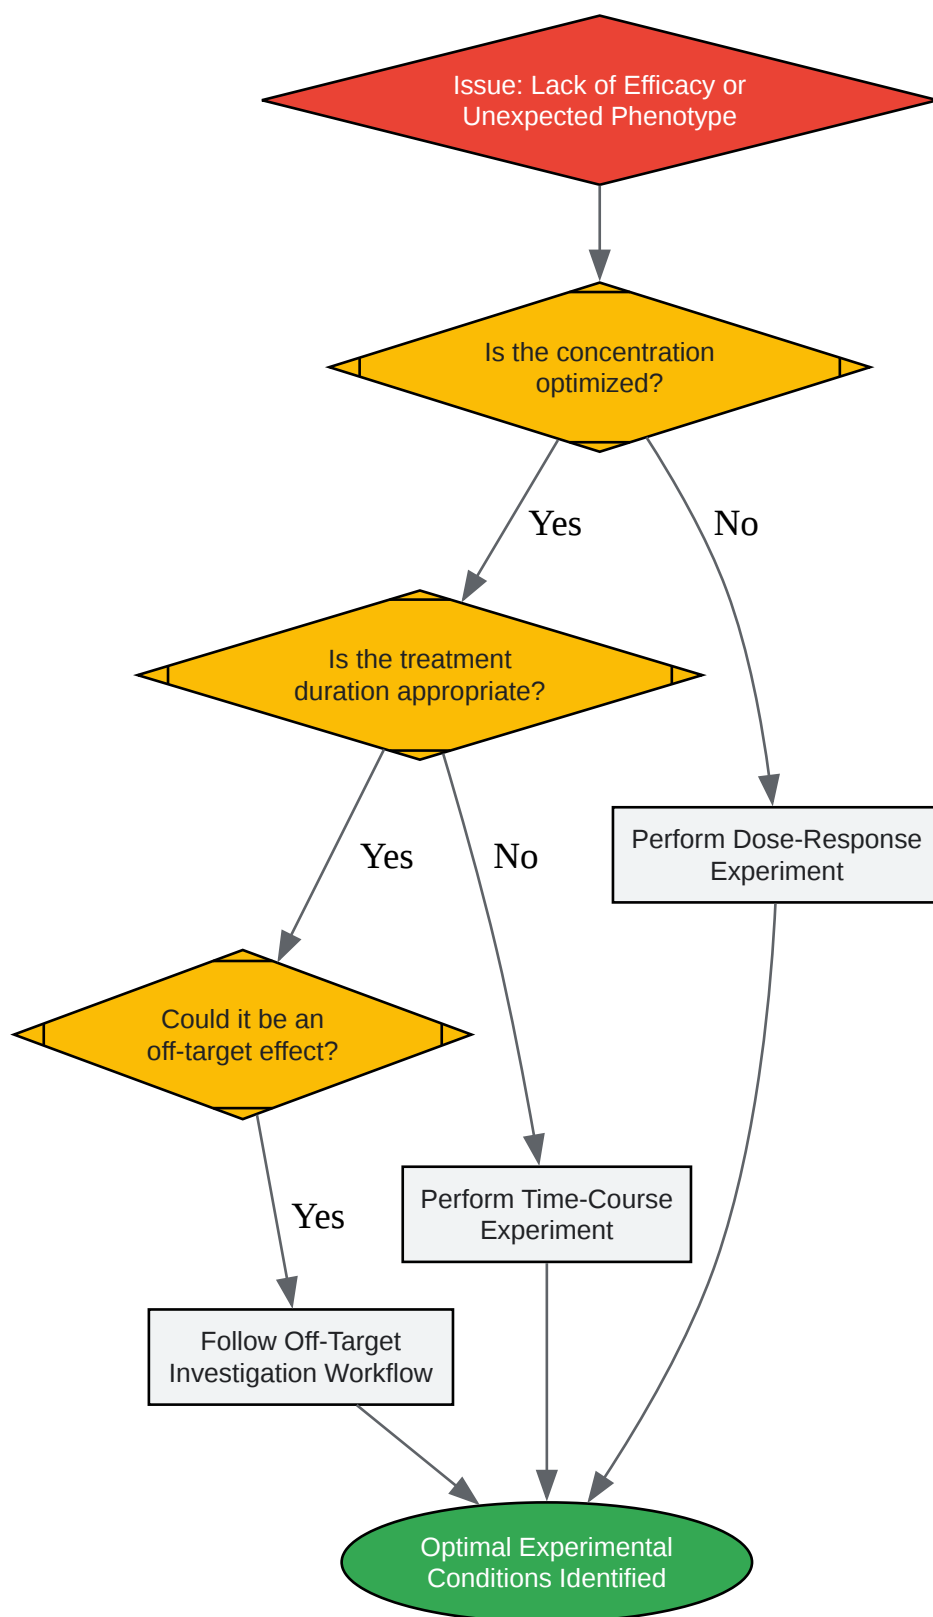 Issue: Lack of Efficacy or
Unexpected Phenotype
Is the concentration
optimized?
Yes
No
Is the treatment
duration appropriate?
Perform Dose-Response
Experiment
Yes
No
Could it be an
off-target effect?
Perform Time-Course
Experiment
Yes
Follow Off-Target
Investigation Workflow
Optimal Experimental
Conditions Identified